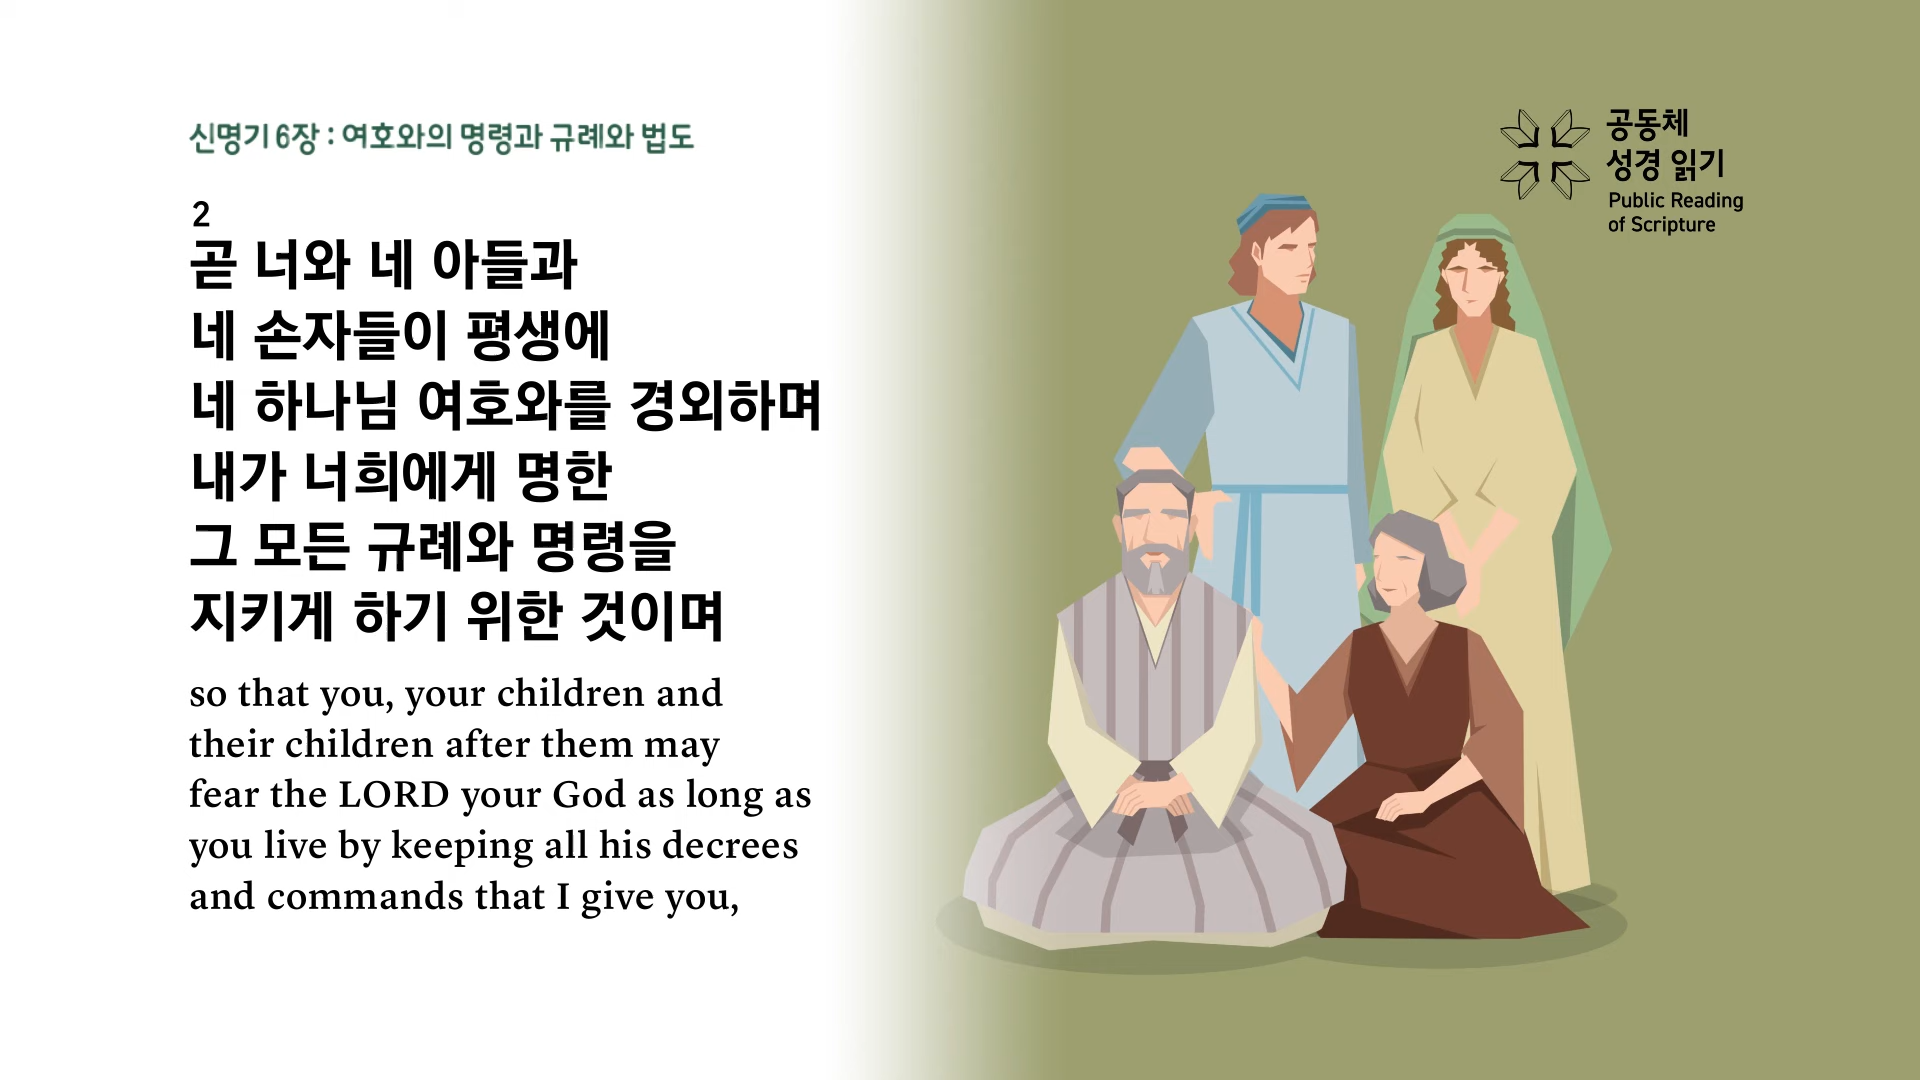 신명기 6장 : 여호와의 명령과 규례와 법도
2
곧 너와 네 아들과
네 손자들이 평생에
네 하나님 여호와를 경외하며
내가 너희에게 명한
그 모든 규례와 명령을
지키게 하기 위한 것이며
so that you, your children and
their children after them may
fear the LORD your God as long as
you live by keeping all his decrees
and commands that I give you,
공동체
성경 읽기
Public Reading
of Scripture